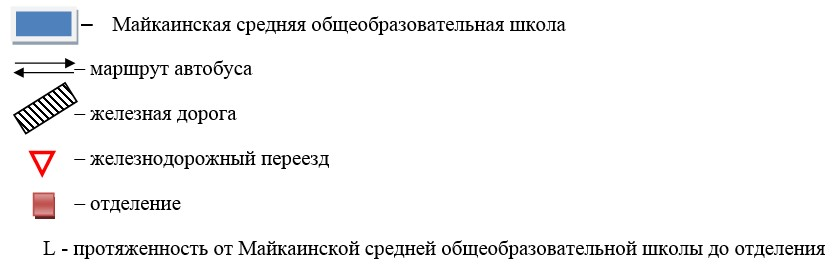 – Майкаинская средняя общеобразовательная школа
– маршрут автобуса
– железная дорога
– железнодорожный переезд
– отделение
L - протяженность от Майкаинской средней общеобразовательной школы до отделения